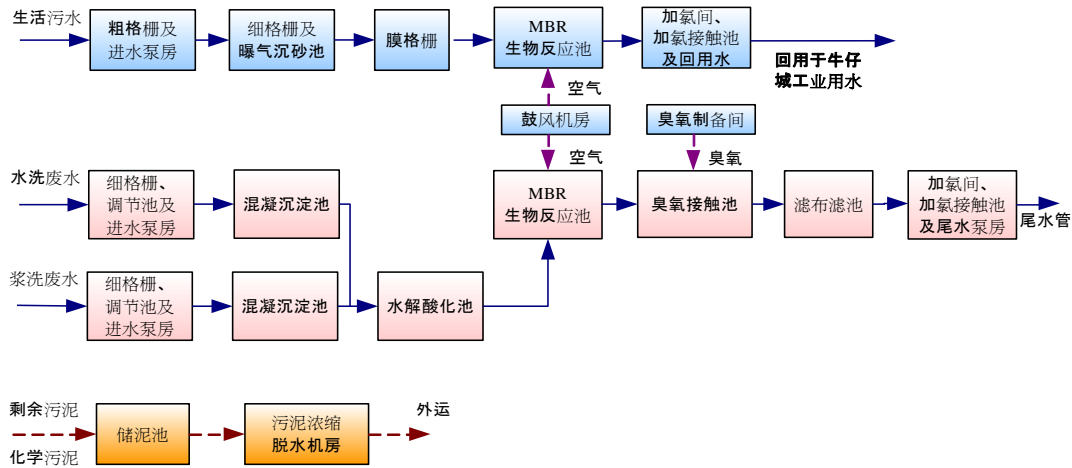 生活污水
粗格栅及
进水泵房
细格栅及
曝气沉砂池
膜格栅
MBR
生物反应池
加氯间、
加氯接触池
及回用水
回用于牛仔
城工业用水
空气
鼓风机房
臭氧制备间
空气
臭氧
水洗废水
细格栅、
调节池及
进水泵房
混凝沉淀池
MBR
生物反应池
臭氧接触池
滤布滤池
加氯间、
加氯接触池
及尾水泵房
尾水管
浆洗废水
细格栅、
调节池及
进水泵房
混凝沉淀池
水解酸化池
剩余污泥
化学污泥
储泥池
污泥浓缩
脱水机房
外运